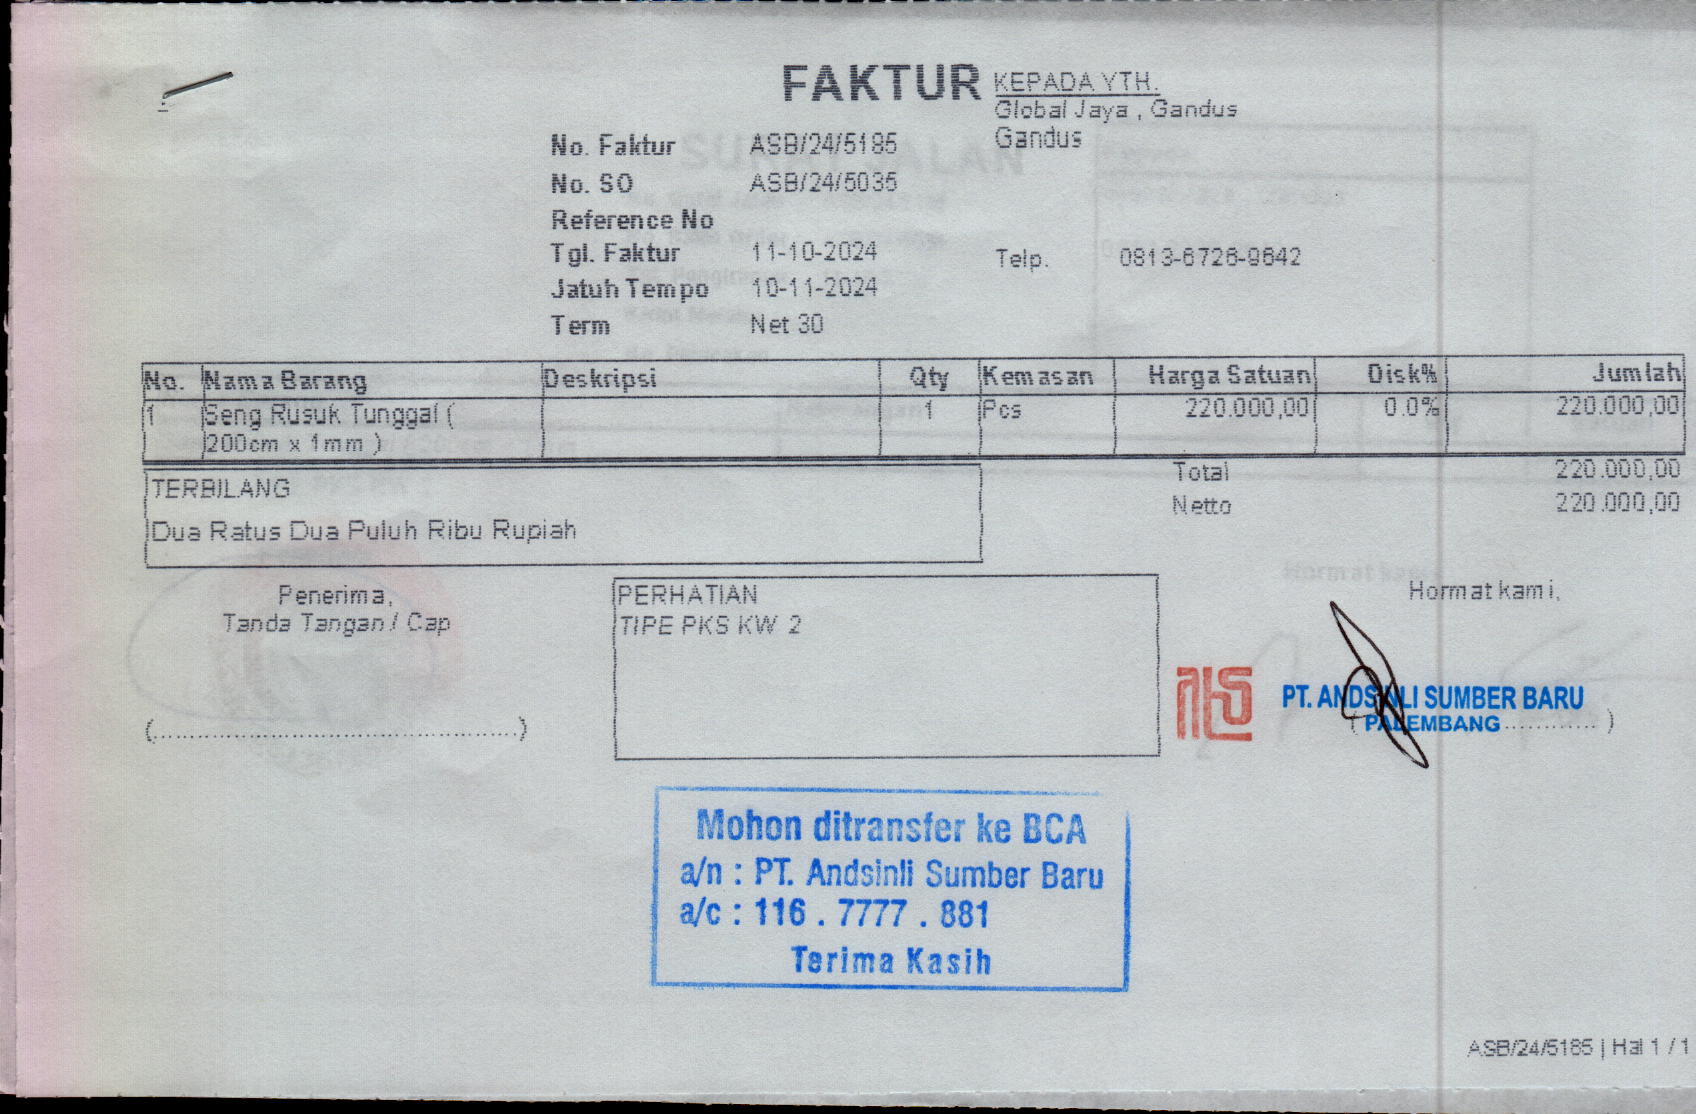 FAKTUR
KEPADA YTH.
Global Jaya , Gandus
Gandus
No. Faktur ASB/24/5185
No. SO ASB/24/5035
Reference No
Tgl. Faktur 11-10-2024
Telp. 0813-6726-9642
Jatuh Tempo 10-11-2024
Term Net 30
No. Nama Barang Deskripsi Qty Kemasan Harga Satuan Disk% Jumlah
1 Seng Rusuk Tunggal ( 1 Pcs 220.000,00 0.0% 220.000,00
200cm x 1mm )
Total 220.000,00
Netto 220.000,00
TERBILANG
Dua Ratus Dua Puluh Ribu Rupiah
Penerima,
Tanda Tangan / Cap
(............................................)
PERHATIAN
TIPE PKS KW 2
Hormat kami,
PT. ANDSINLI SUMBER BARU
( PALEMBANG ............ )
Mohon ditransfer ke BCA
a/n : PT. Andsinli Sumber Baru
a/c : 116 . 7777 . 881
Terima Kasih
ASB/24/5185 | Hal 1 / 1